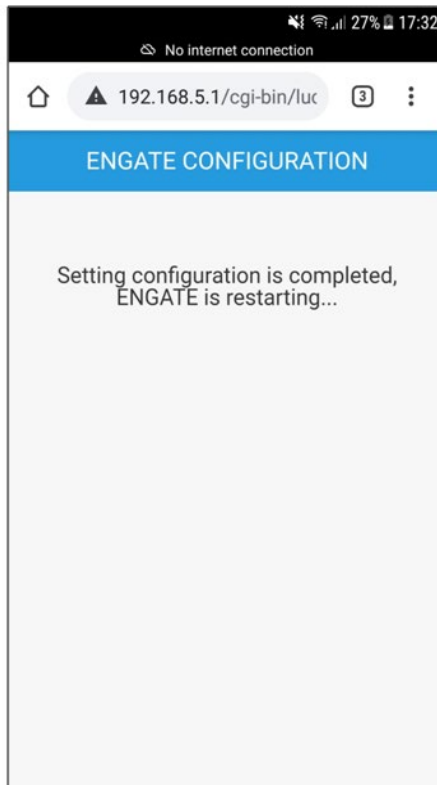 27% 17:32
No internet connection
192.168.5.1/cgi-bin/luc 3
ENGATE CONFIGURATION
Setting configuration is completed,
ENGATE is restarting...